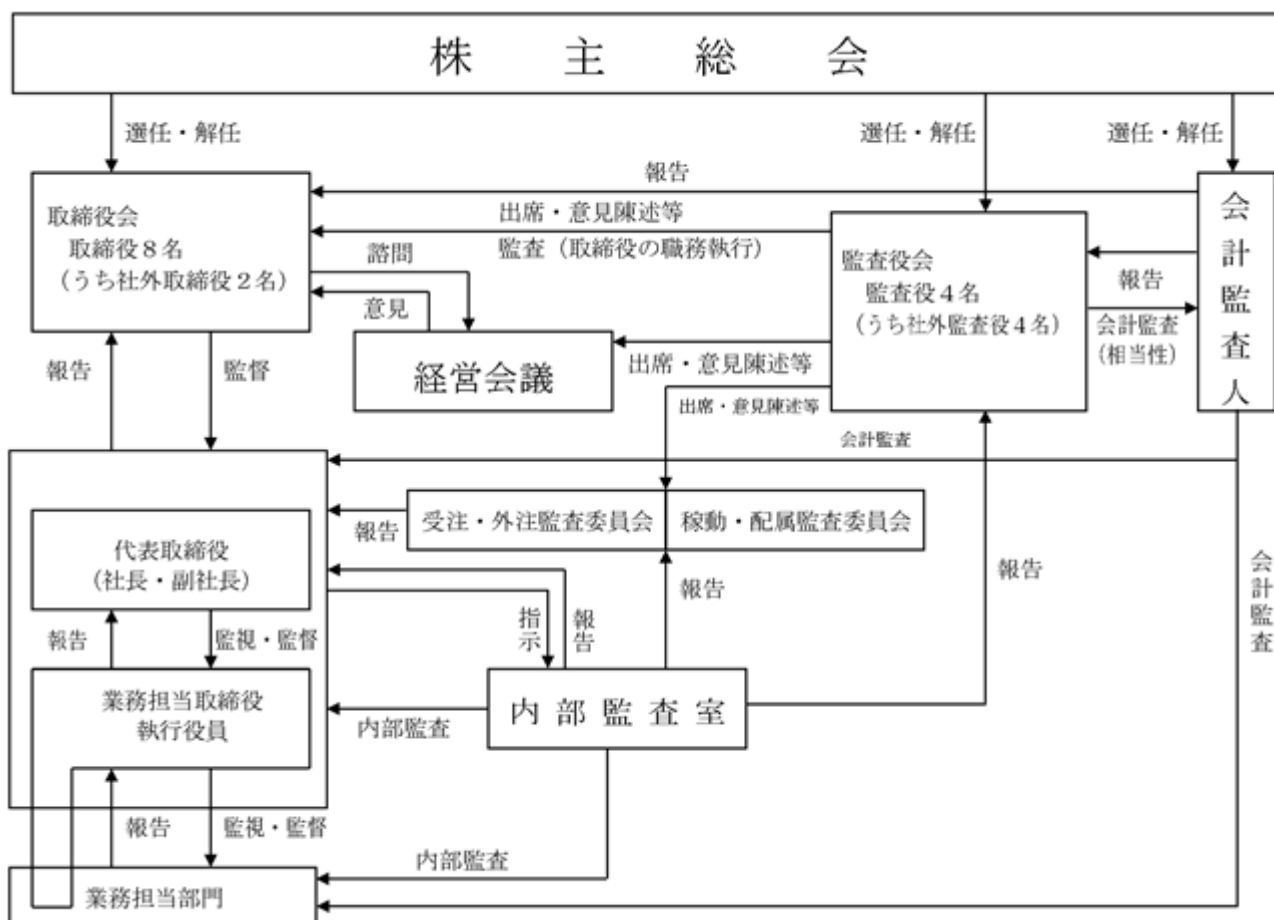 株主総会
選任・解任
選任・解任
選任・解任
報告
取締役会
取締役８名
（うち社外取締役２名）
出席・意見陳述等
監査（取締役の職務執行）
諮問
意見
監査役会
監査役４名
（うち社外監査役４名）
報告
会計監査
（相当性）
会計監査人
報告
監督
経営会議
出席・意見陳述等
出席・意見陳述等
会計監査
受注・外注監査委員会
稼動・配属監査委員会
報告
代表取締役
（社長・副社長）
報告
報告
会計監査
指示
報告
報告
監視・監督
業務担当取締役
執行役員
内部監査室
内部監査
報告
監視・監督
内部監査
業務担当部門